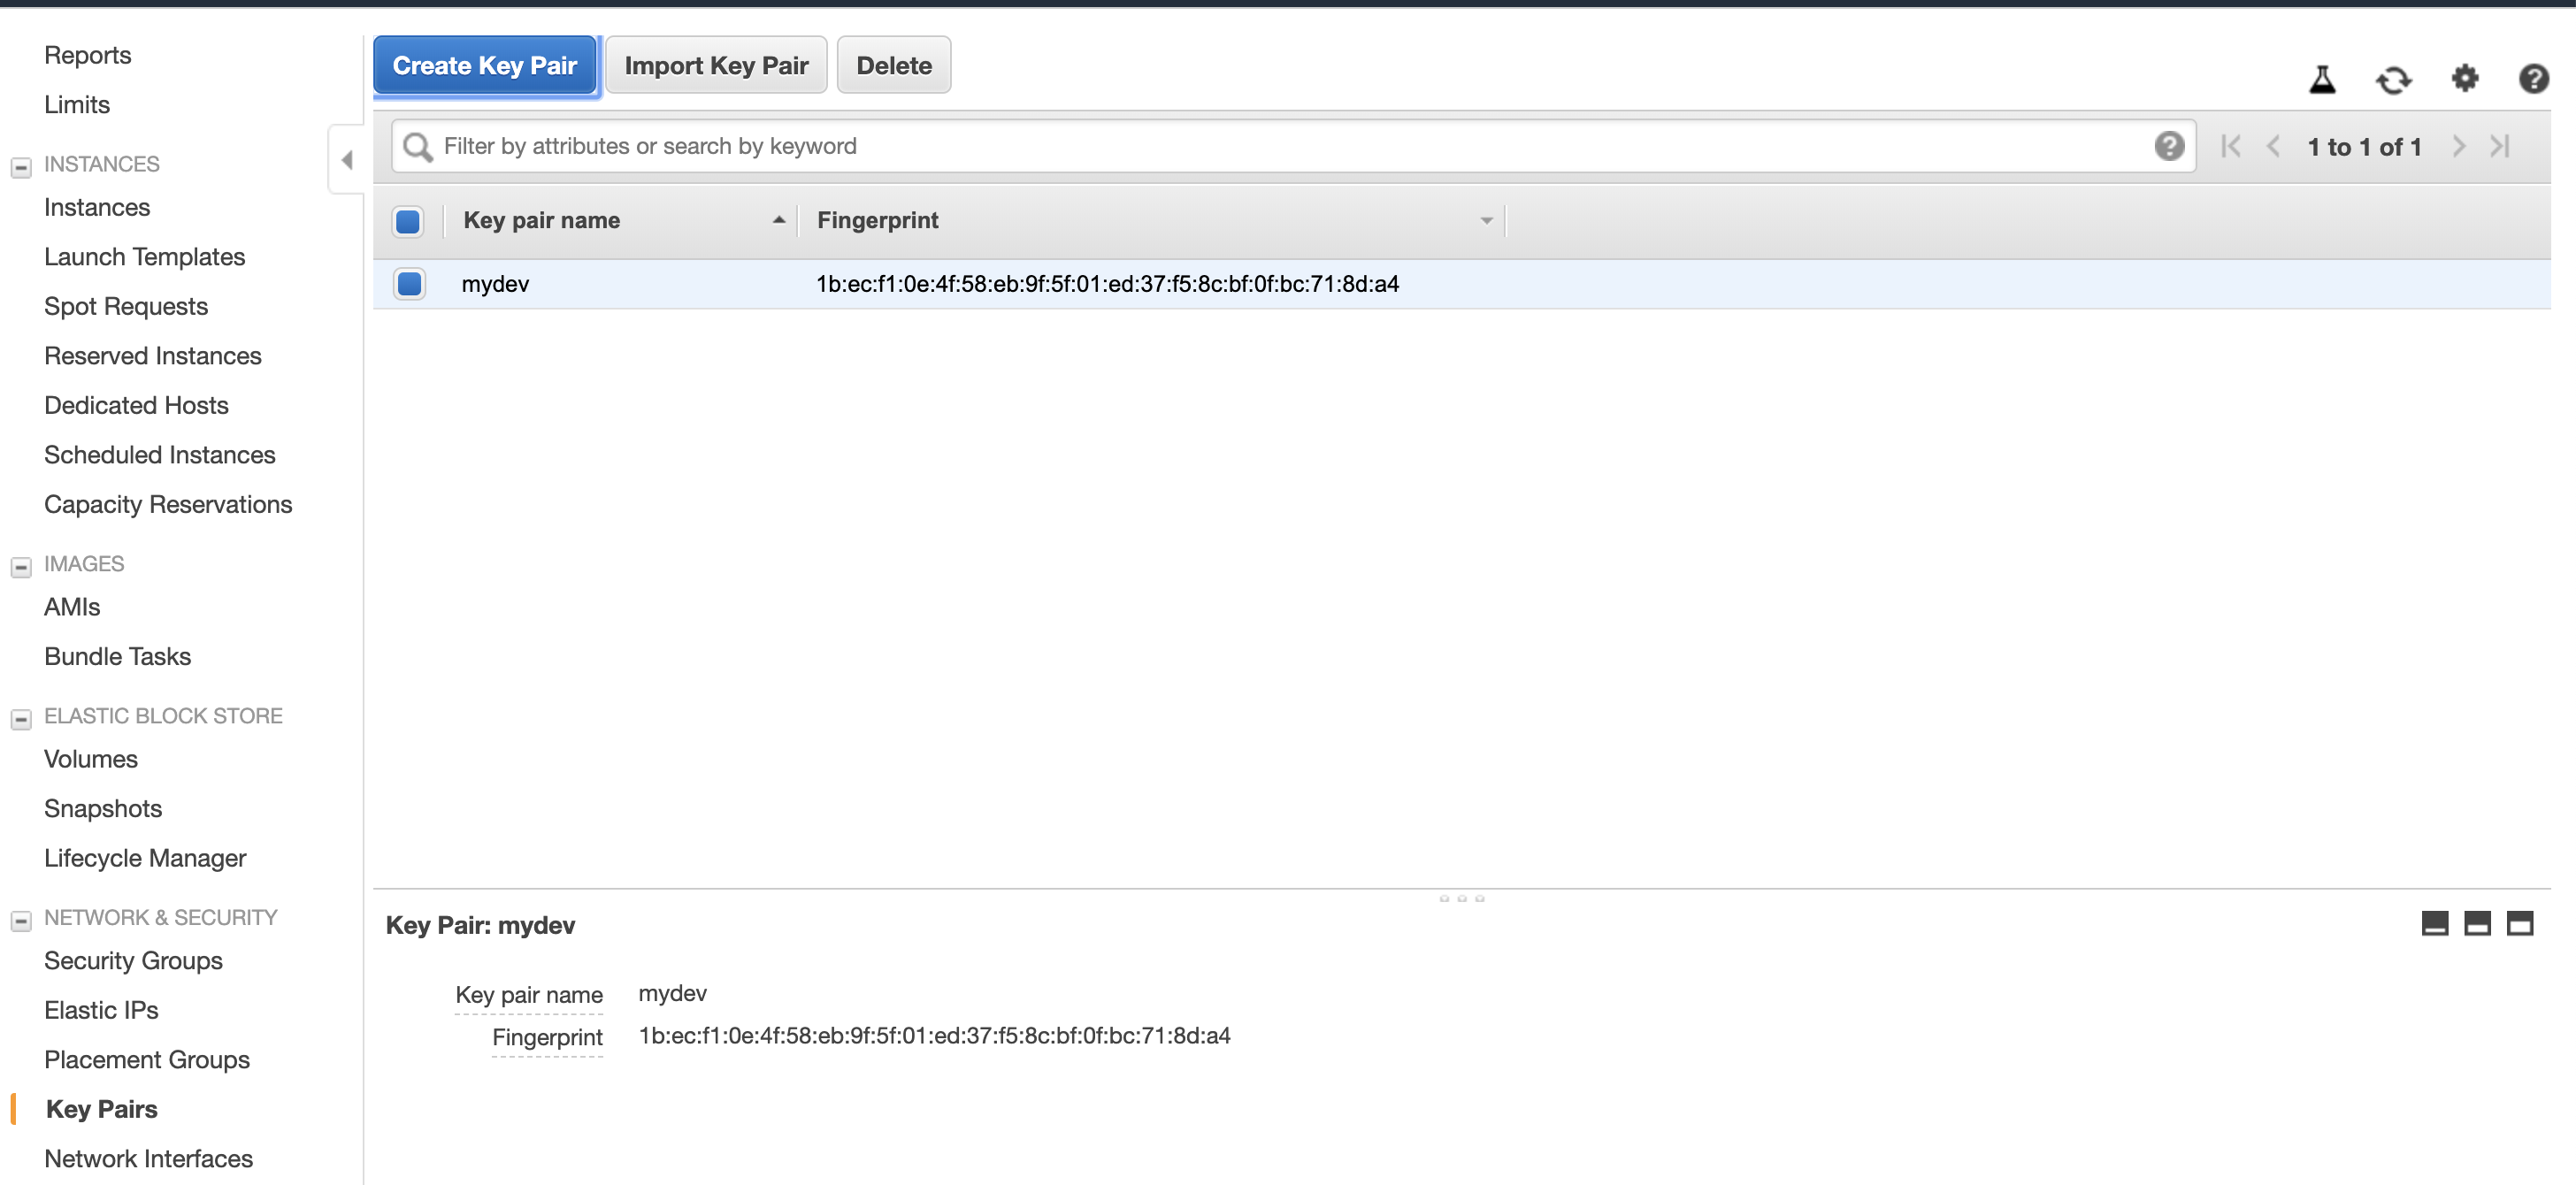 Reports
Limits
INSTANCES
Instances
Launch Templates
Spot Requests
Reserved Instances
Dedicated Hosts
Scheduled Instances
Capacity Reservations
IMAGES
AMIs
Bundle Tasks
ELASTIC BLOCK STORE
Volumes
Snapshots
Lifecycle Manager
NETWORK & SECURITY
Security Groups
Elastic IPs
Placement Groups
Key Pairs
Network Interfaces
Create Key Pair Import Key Pair Delete
Filter by attributes or search by keyword 1 to 1 of 1
Key pair name Fingerprint
mydev 1b:ec:f1:0e:4f:58:eb:9f:5f:01:ed:37:f5:8c:bf:0f:bc:71:8d:a4
Key Pair: mydev
Key pair name mydev
Fingerprint 1b:ec:f1:0e:4f:58:eb:9f:5f:01:ed:37:f5:8c:bf:0f:bc:71:8d:a4